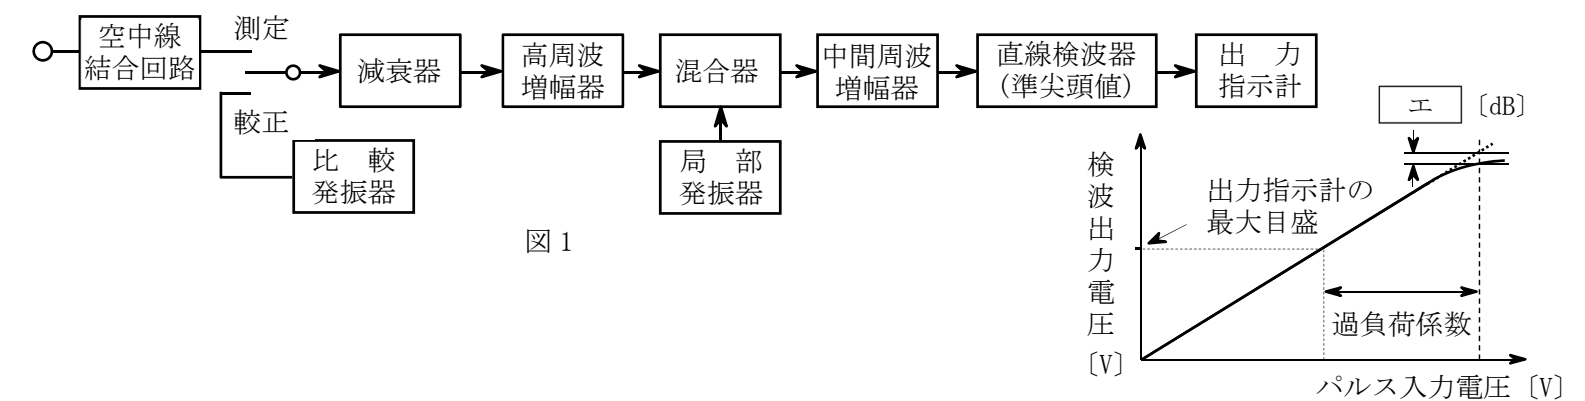 空中線
結合回路
測定
較正
減衰器
高周波
増幅器
混合器
中間周波
増幅器
直線検波器
(準尖頭値)
出 力
指示計
比 較
発振器
局 部
発振器
図1
エ 〔dB〕
検波出力電圧〔V〕
出力指示計の
最大目盛
過負荷係数
パルス入力電圧〔V〕